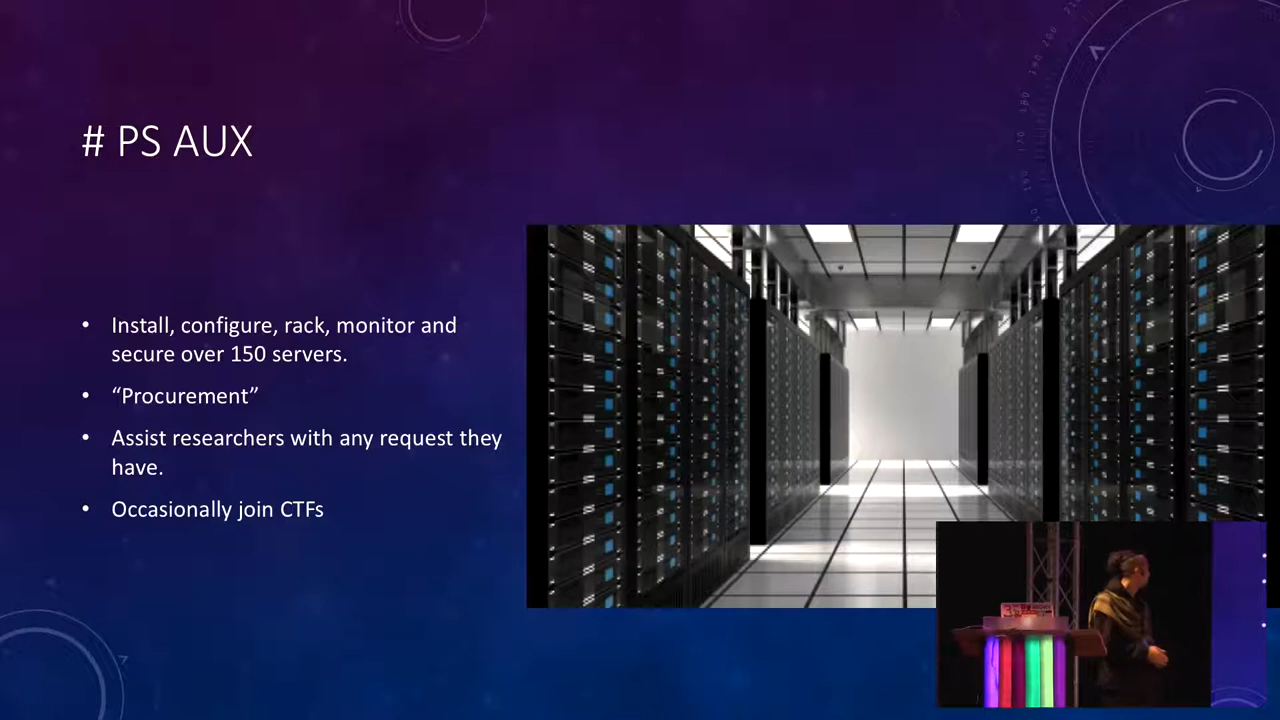 # PS AUX
• Install, configure, rack, monitor and
secure over 150 servers.
• “Procurement”
• Assist researchers with any request they
have.
• Occasionally join CTFs